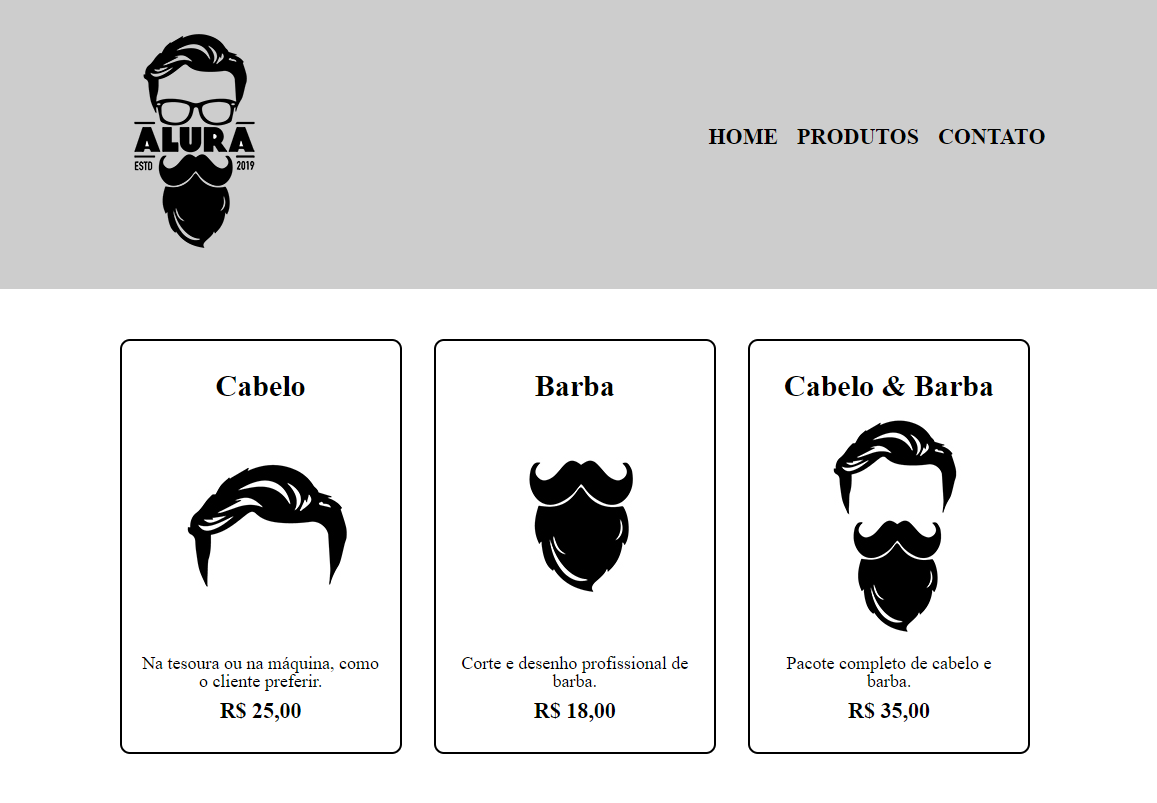 ALURA
ESTD 2019
HOME PRODUTOS CONTATO
Cabelo
Na tesoura ou na máquina, como
o cliente preferir.
R$ 25,00
Barba
Corte e desenho profissional de
barba.
R$ 18,00
Cabelo & Barba
Pacote completo de cabelo e
barba.
R$ 35,00